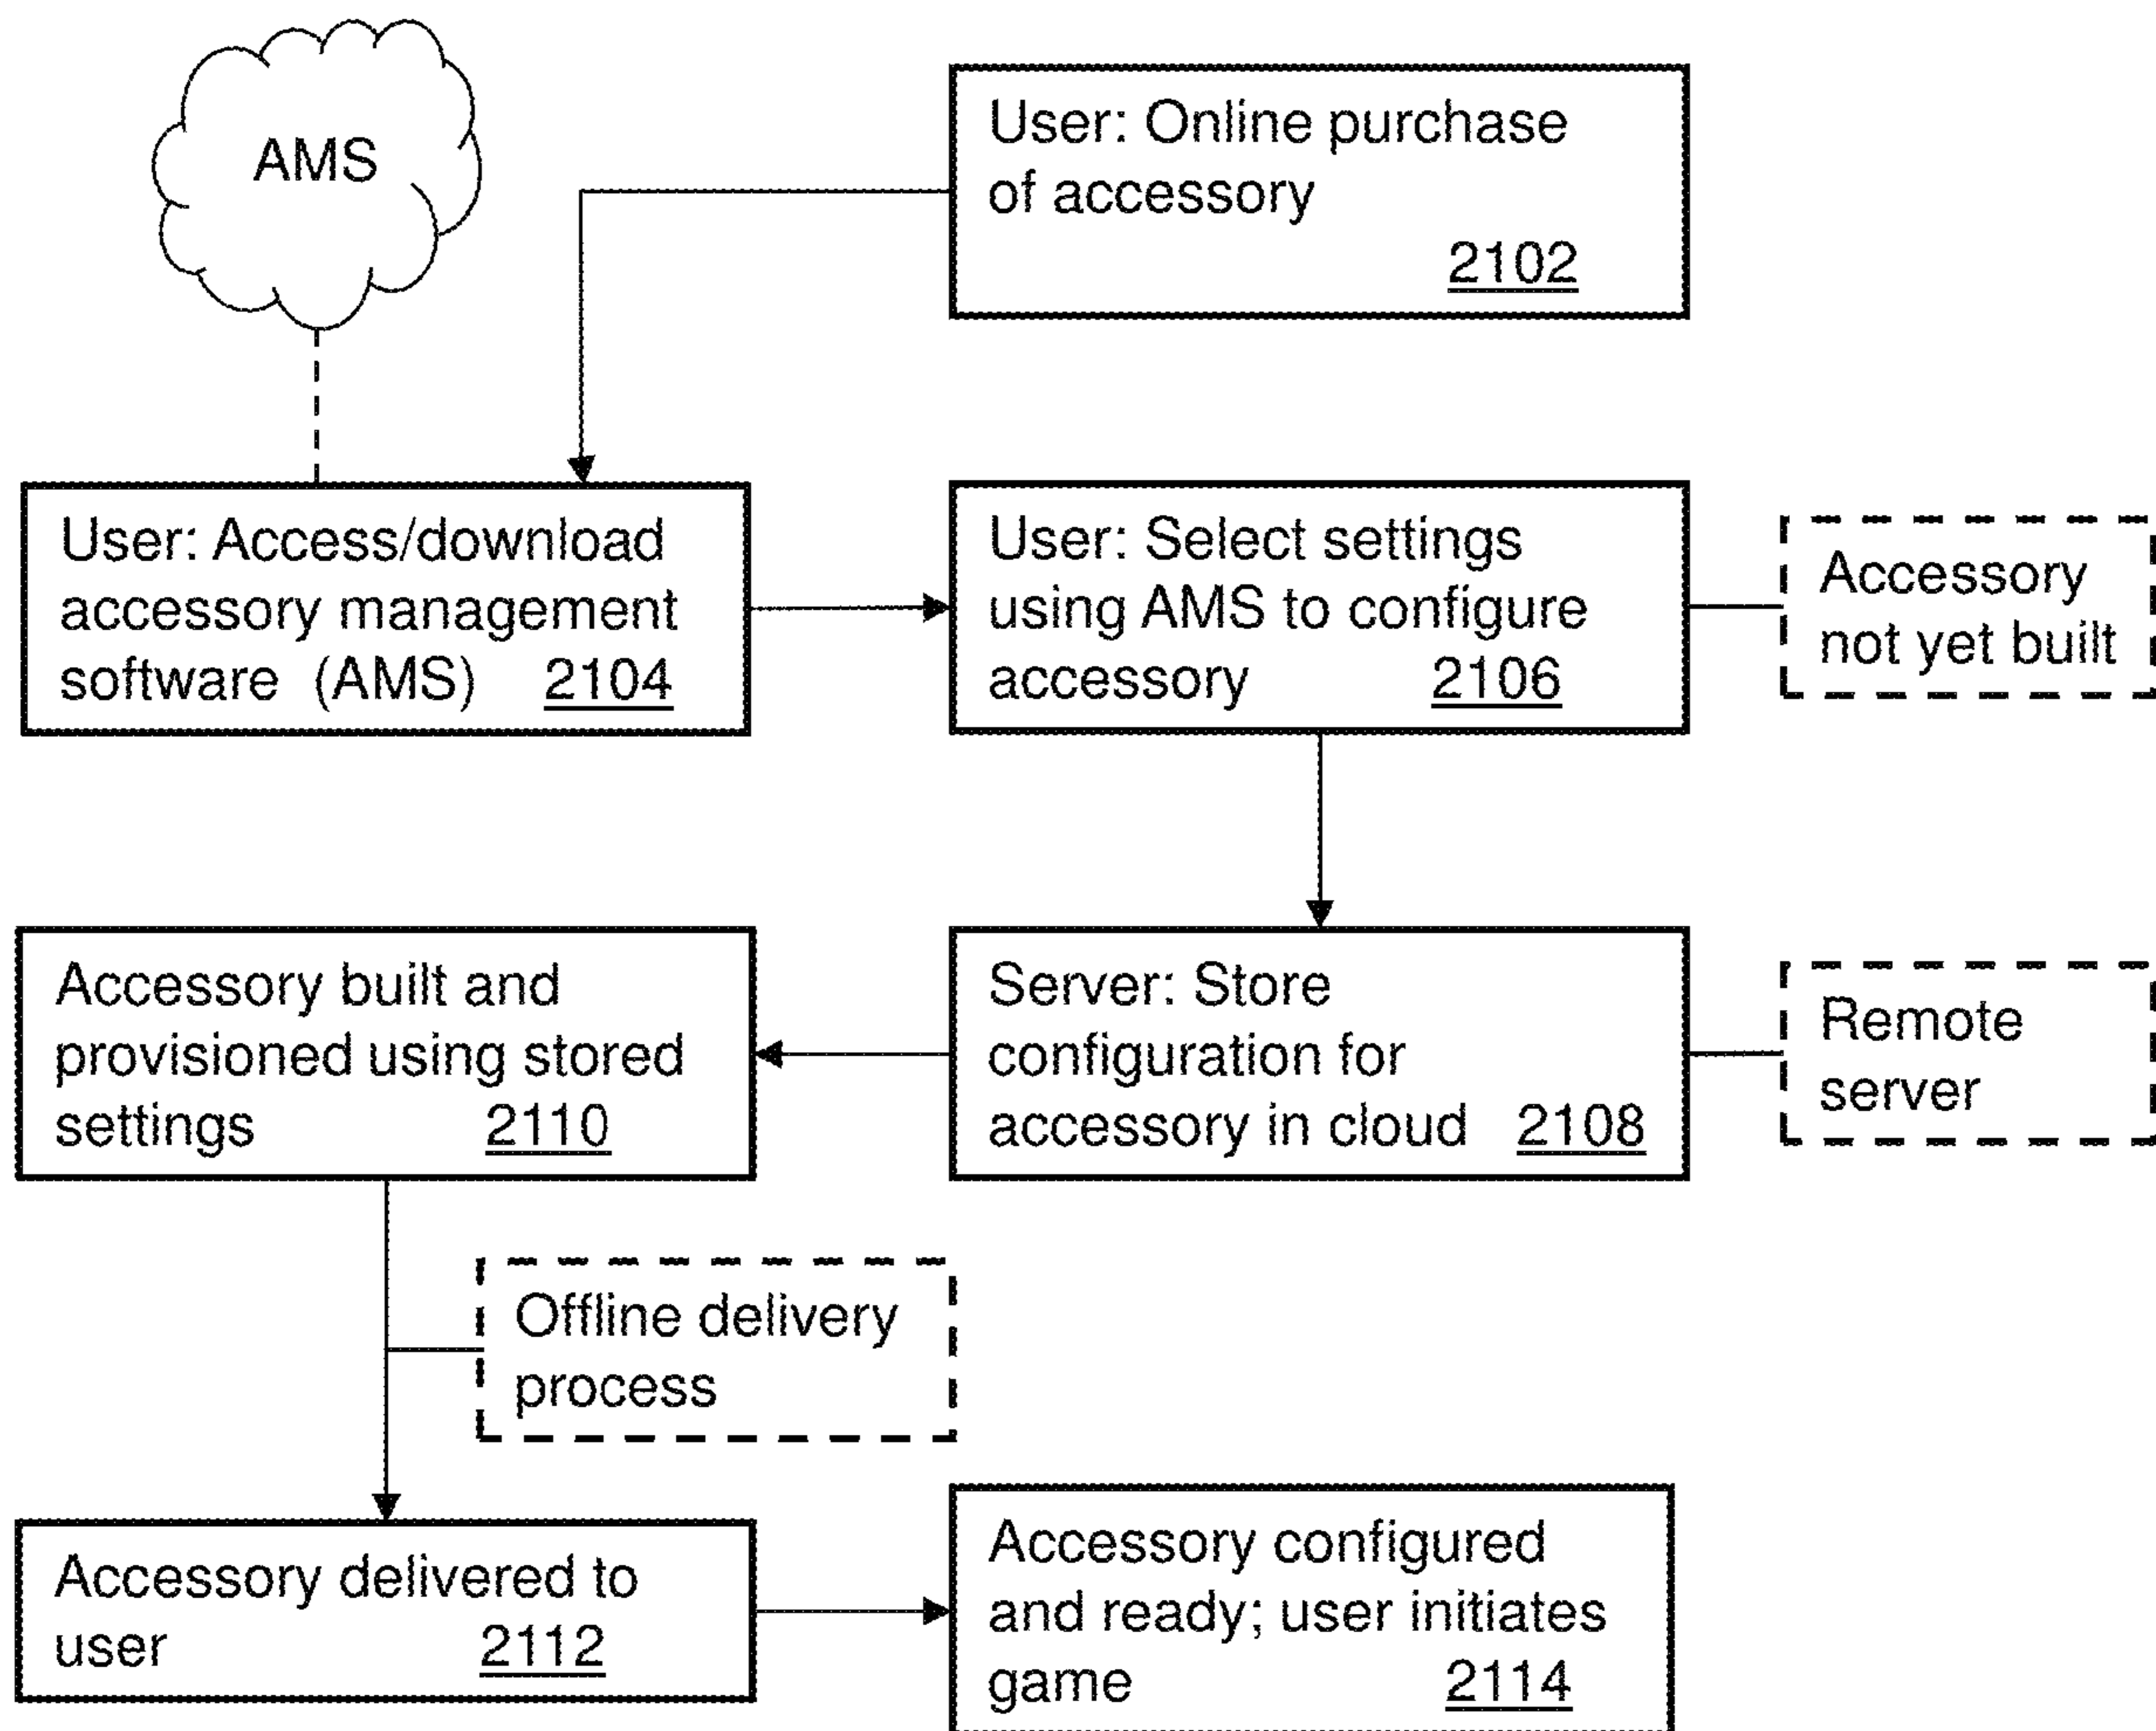 AMS
User: Online purchase
of accessory
2102
User: Access/download
accessory management
software (AMS) 2104
User: Select settings
using AMS to configure
accessory 2106
Accessory
not yet built
Accessory built and
provisioned using stored
settings 2110
Server: Store
configuration for
accessory in cloud 2108
Remote
server
Offline delivery
process
Accessory delivered to
user 2112
Accessory configured
and ready; user initiates
game 2114